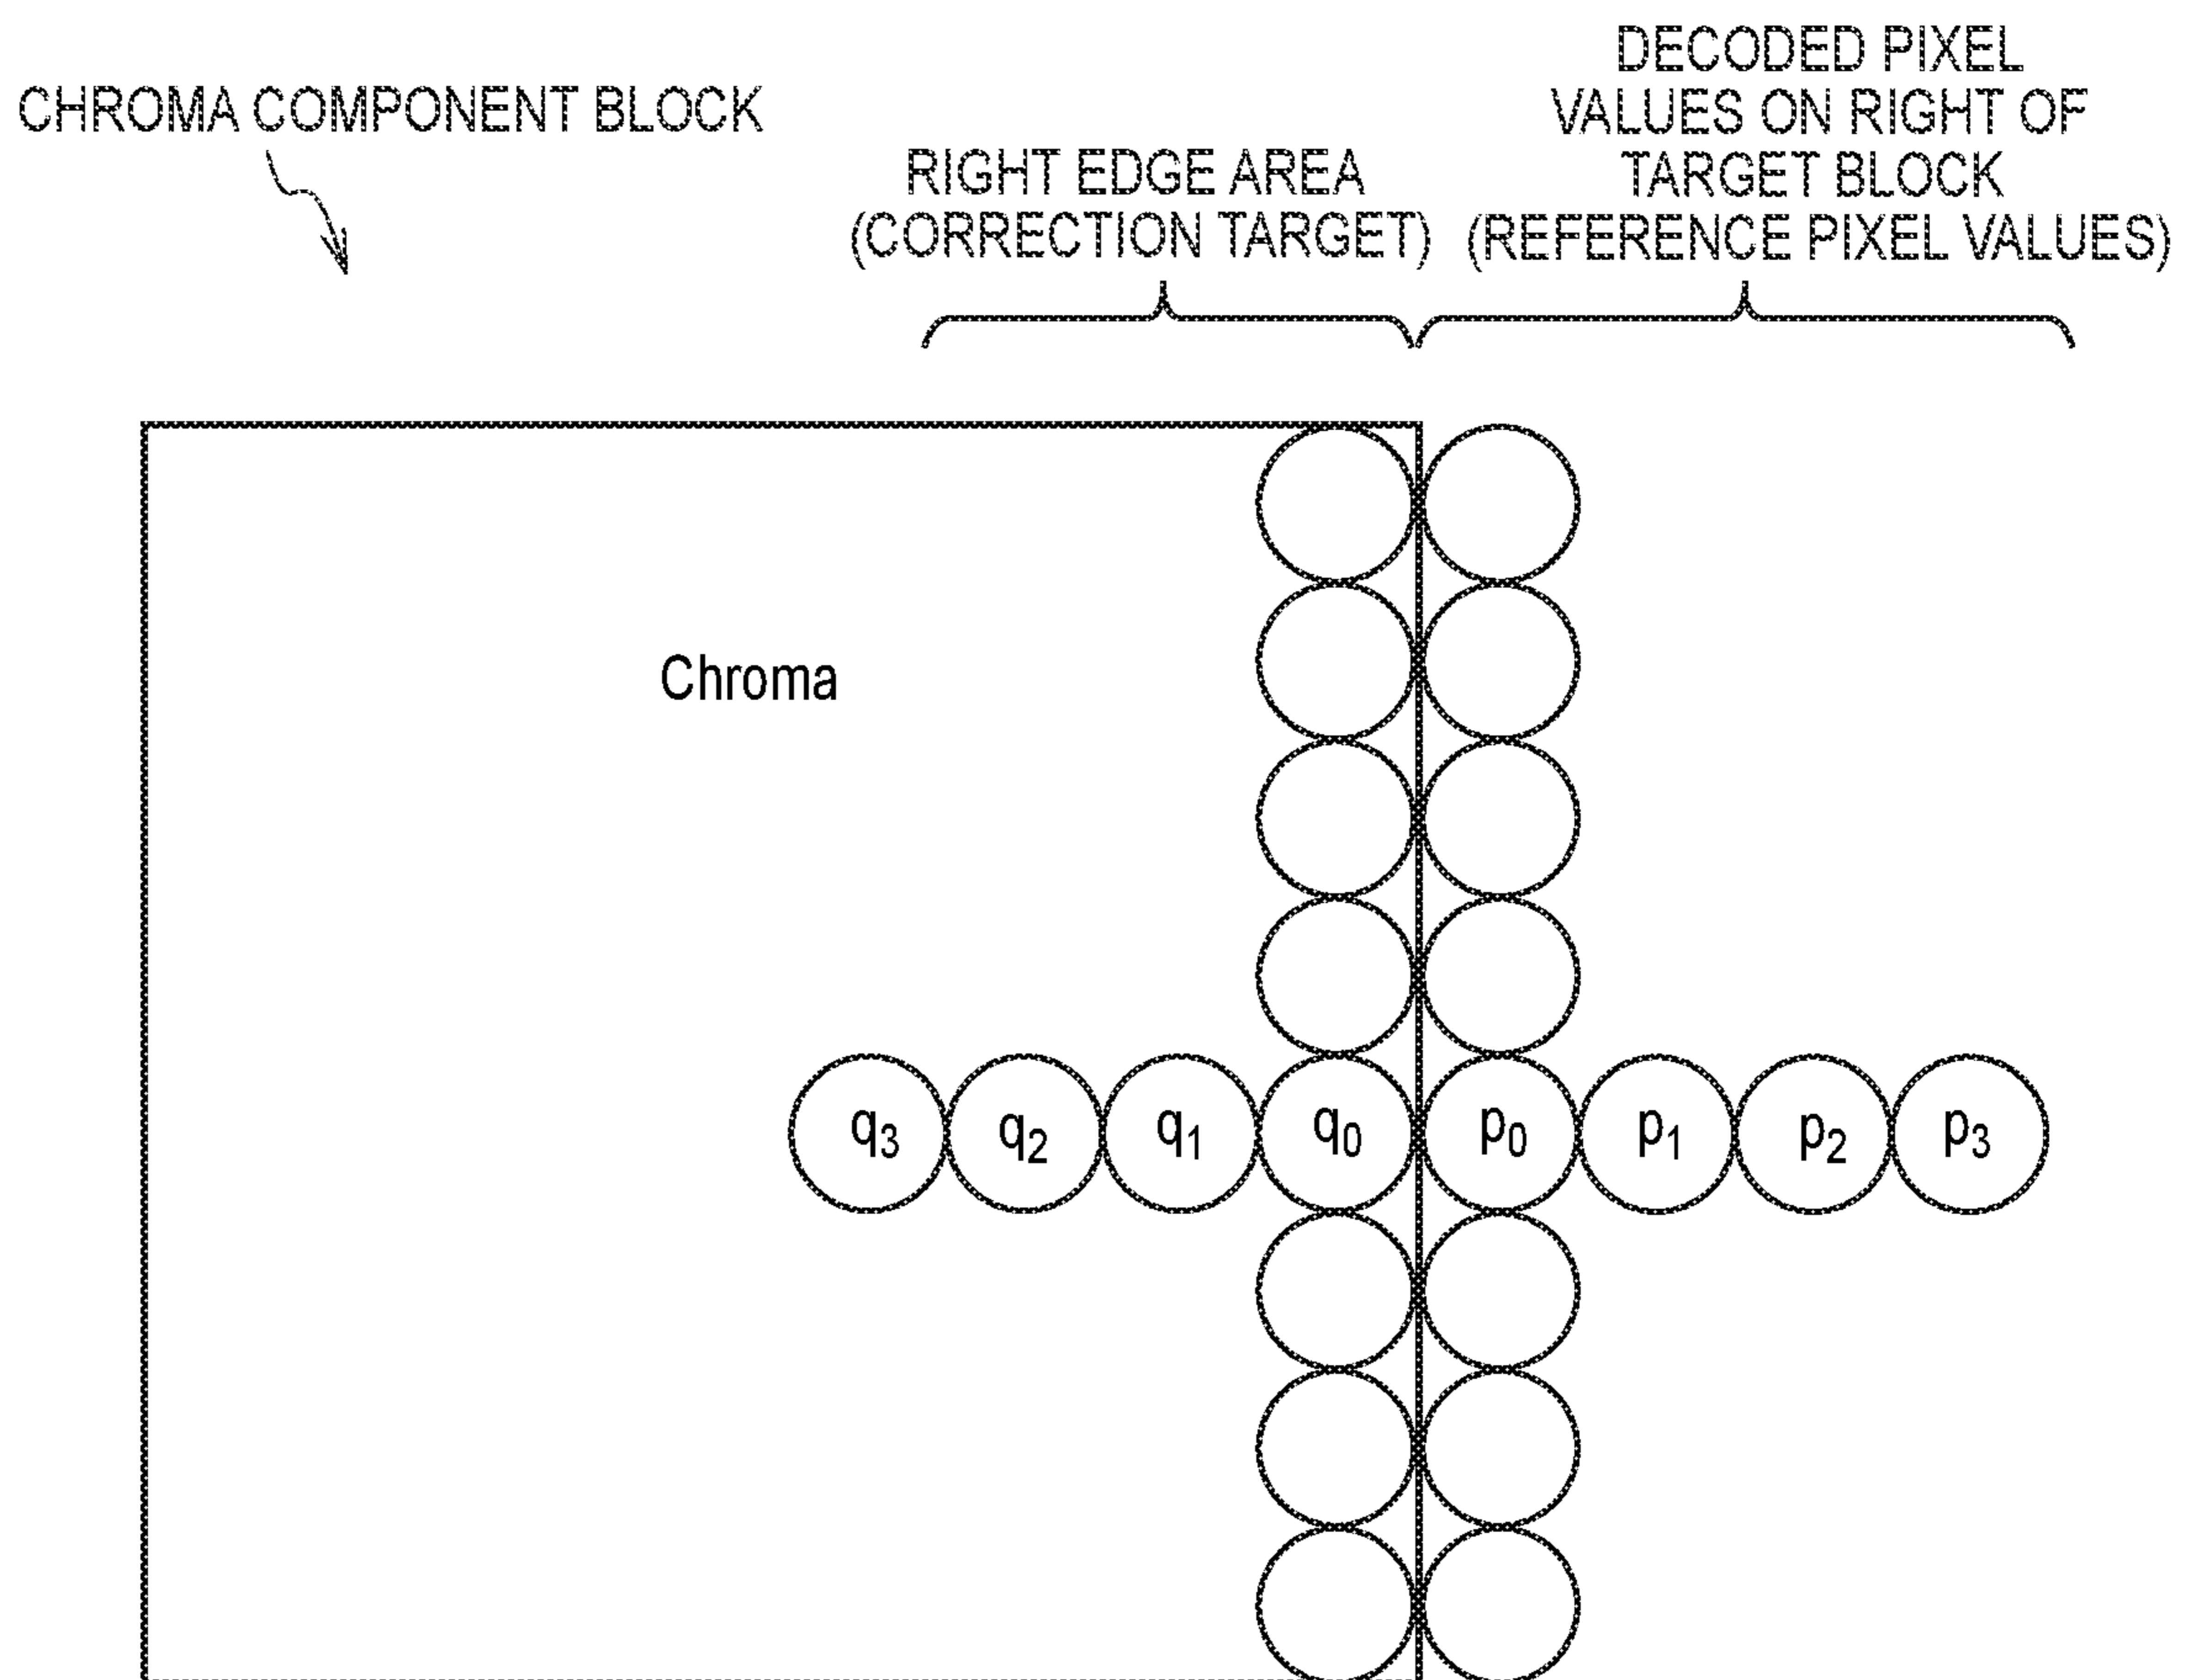 CHROMA COMPONENT BLOCK
RIGHT EDGE AREA
(CORRECTION TARGET)
DECODED PIXEL
VALUES ON RIGHT OF
TARGET BLOCK
(REFERENCE PIXEL VALUES)
Chroma
q3 q2 q1 q0 p0 p1 p2 p3